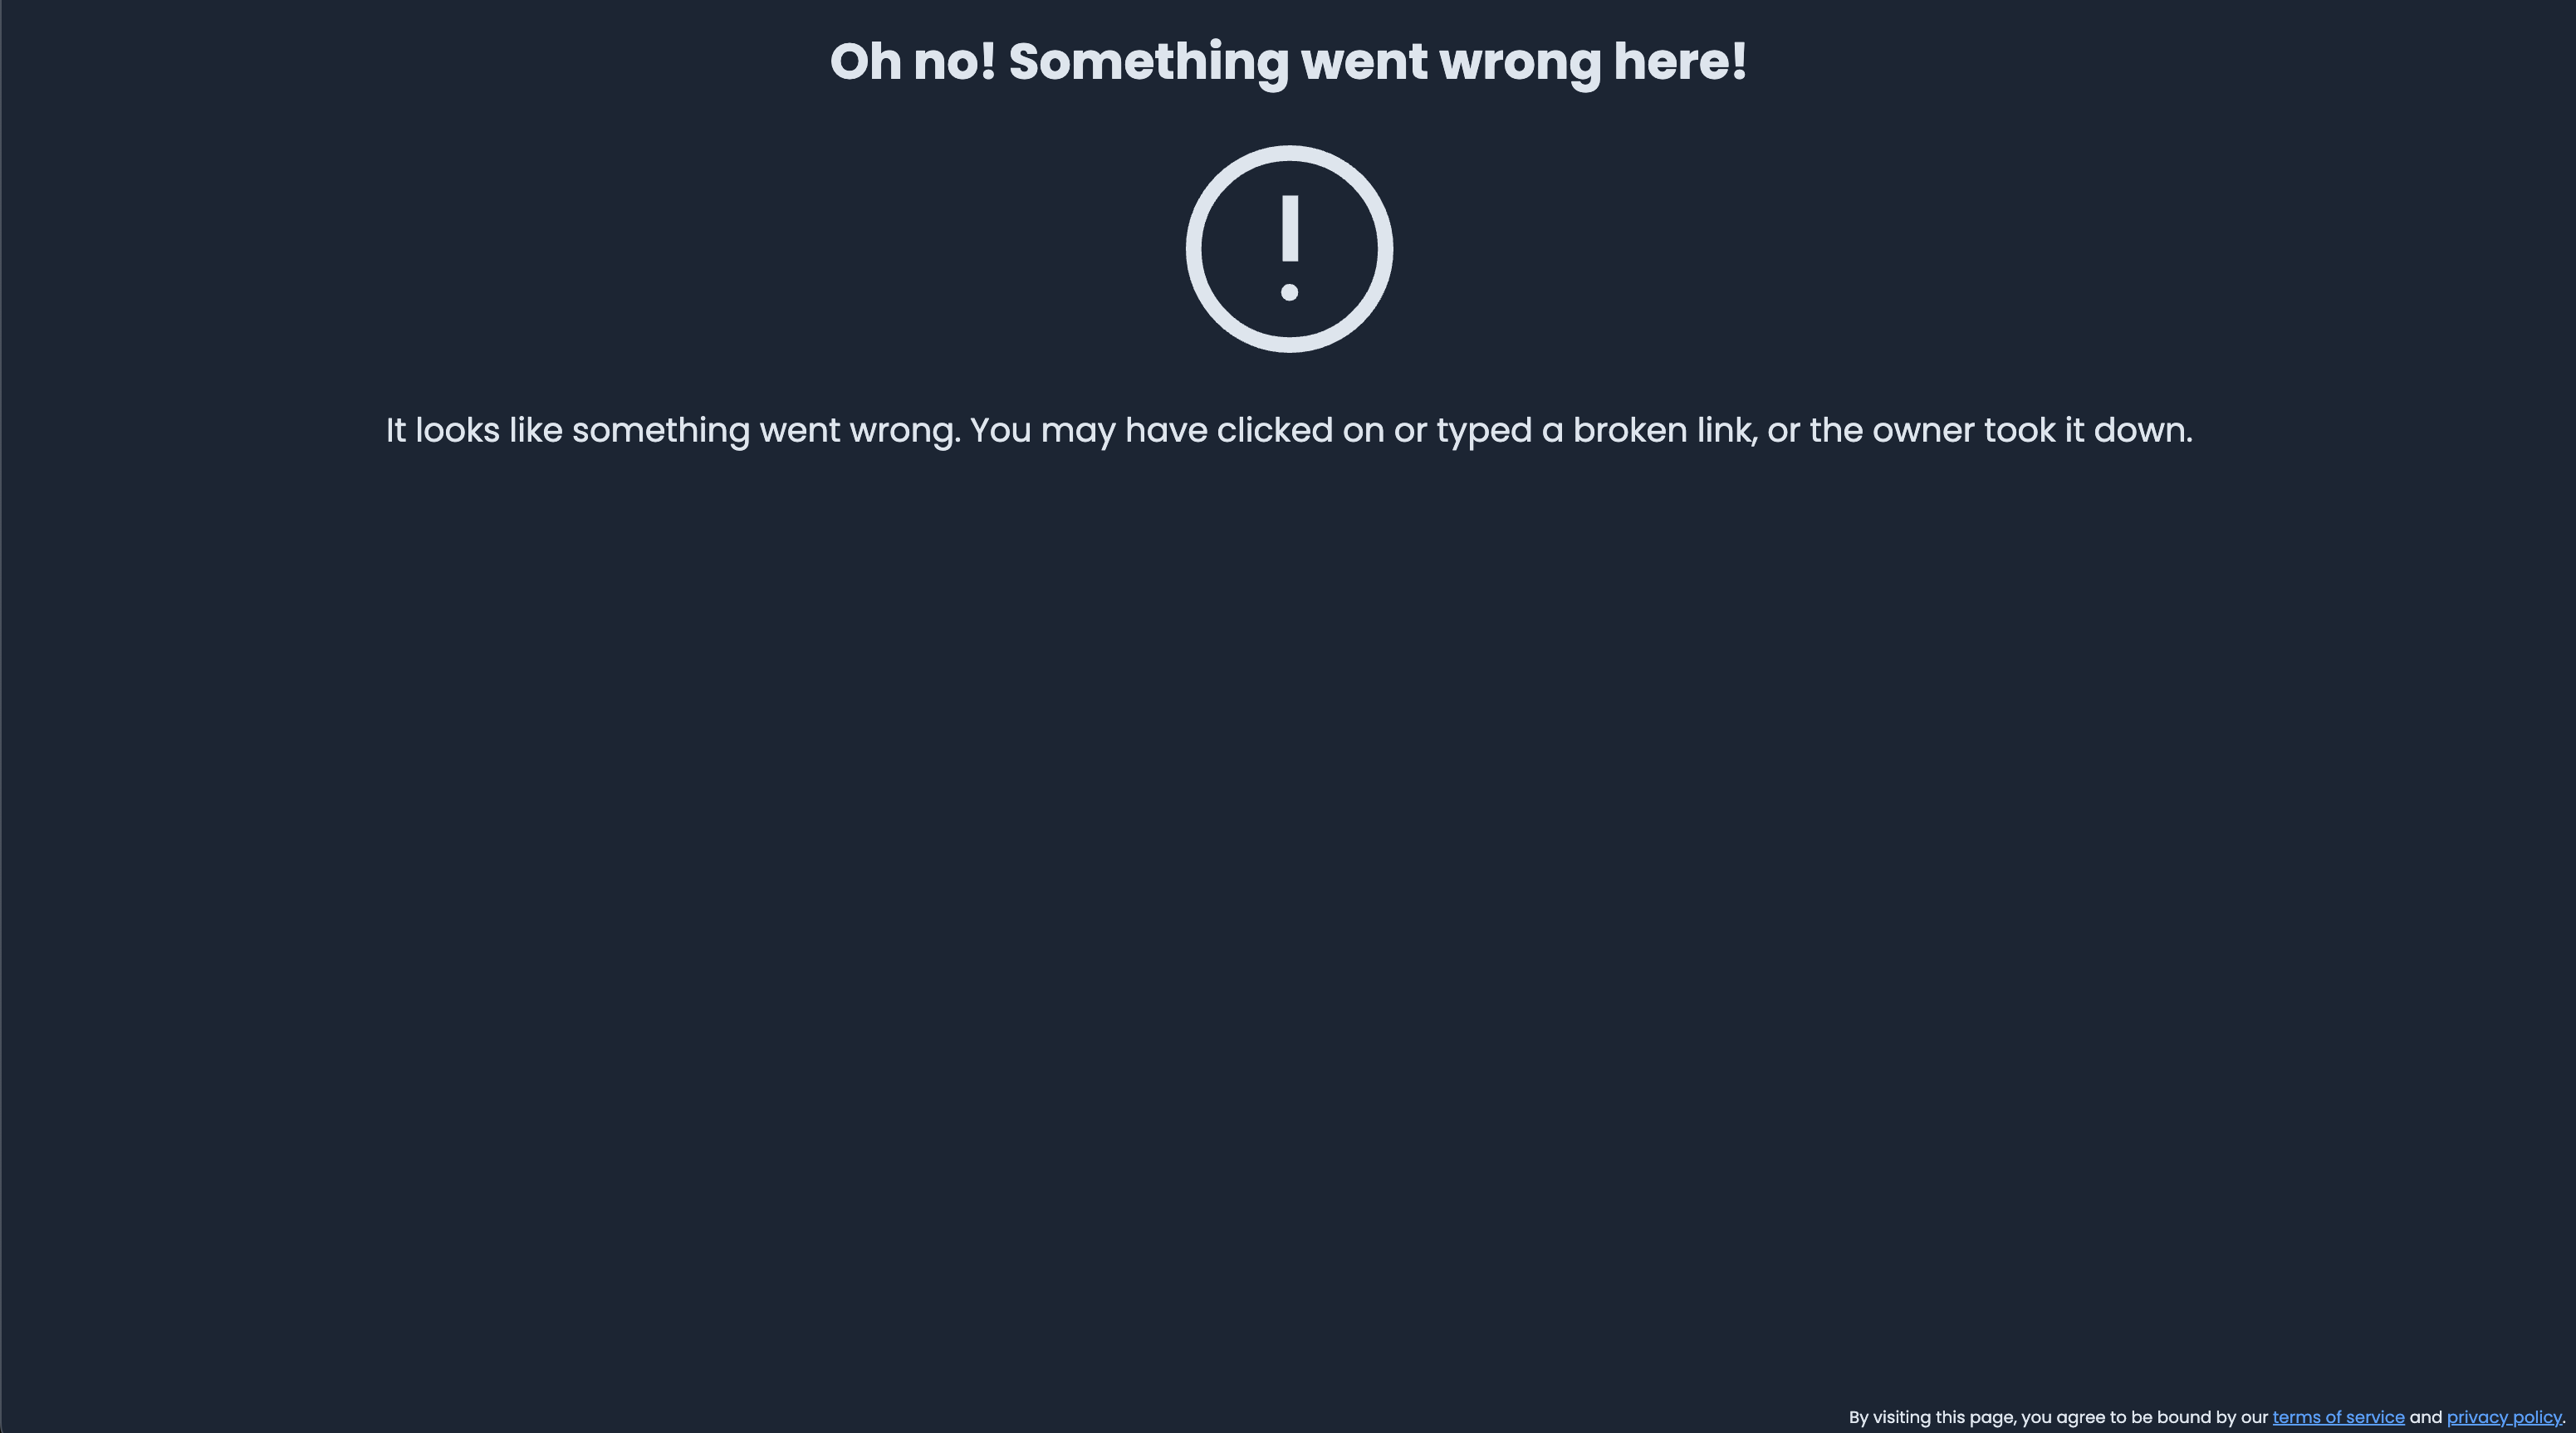 Oh no! Something went wrong here!
It looks like something went wrong. You may have clicked on or typed a broken link, or the owner took it down.
By visiting this page, you agree to be bound by our terms of service and privacy policy.